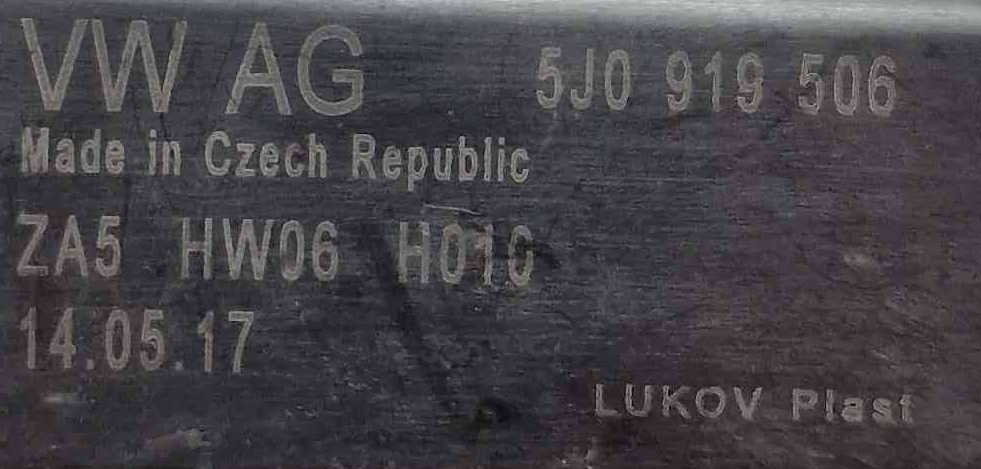 VW AG 5J0 919 506
Made in Czech Republic
ZA5 HW06 H010
14.05.17
LUKOV Plast